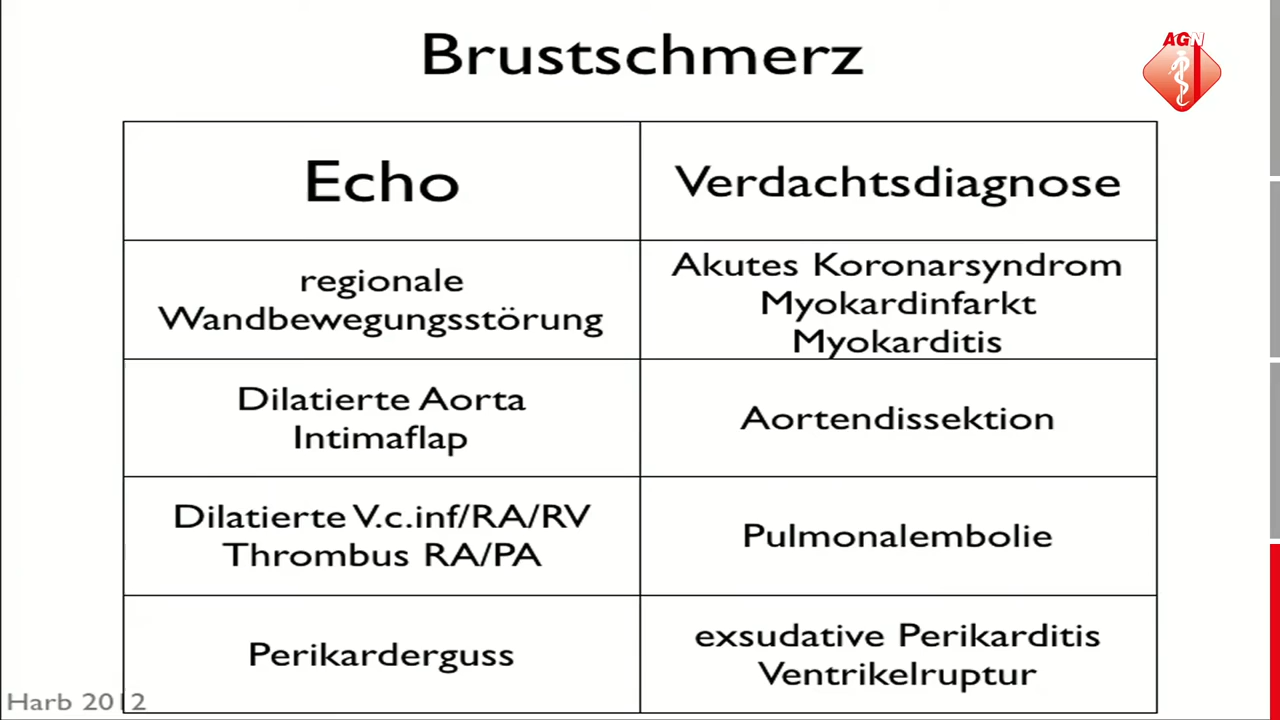 Brustschmerz
AGN
Echo
Verdachtsdiagnose
regionale
Wandbewegungsstörung
Akutes Koronarsyndrom
Myokardinfarkt
Myokarditis
Dilatierte Aorta
Intimaflap
Aortendissektion
Dilatierte V.c.inf/RA/RV
Thrombus RA/PA
Pulmonalembolie
Perikarderguss
exsudative Perikarditis
Ventrikelruptur
Harb 2012